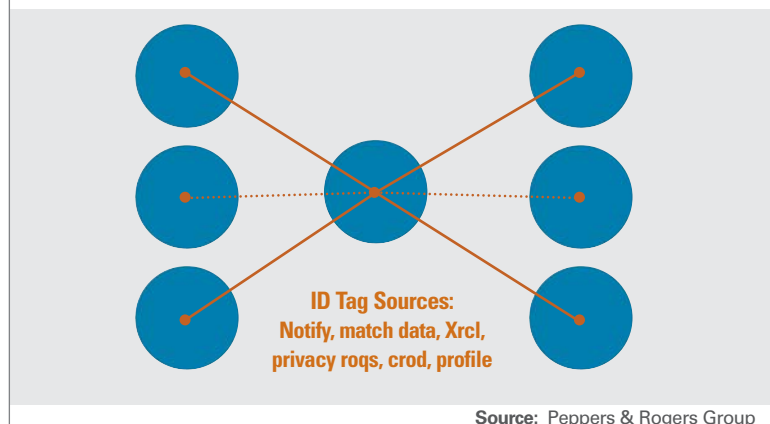 ID Tag Sources:
Notify, match data, Xrcl,
privacy roqs, crod, profile
Source: Peppers & Rogers Group